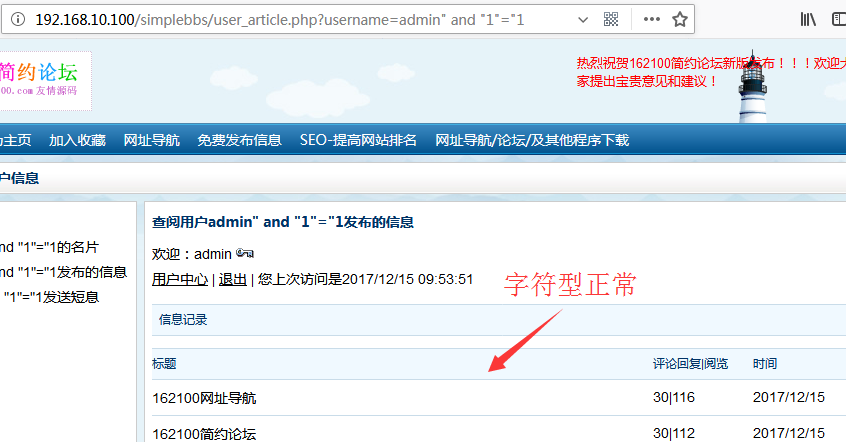 192.168.10.100/simplebbs/user_article.php?username=admin" and "1"="1
简约论坛
00.com 友情源码
热烈祝贺162100简约论坛新版发布！！！欢迎大
家提出宝贵意见和建议！
主页 加入收藏 网址导航 免费发布信息 SEO-提高网站排名 网址导航/论坛/及其他程序下载
户信息
查阅用户admin" and "1"="1发布的信息
nd "1"="1的名片
nd "1"="1发布的信息
"1"="1发送短息
欢迎：admin
用户中心 | 退出 | 您上次访问是2017/12/15 09:53:51
字符型正常
信息记录
标题 评论回复|阅览 时间
162100网址导航 30|116 2017/12/15
162100简约论坛 30|112 2017/12/15